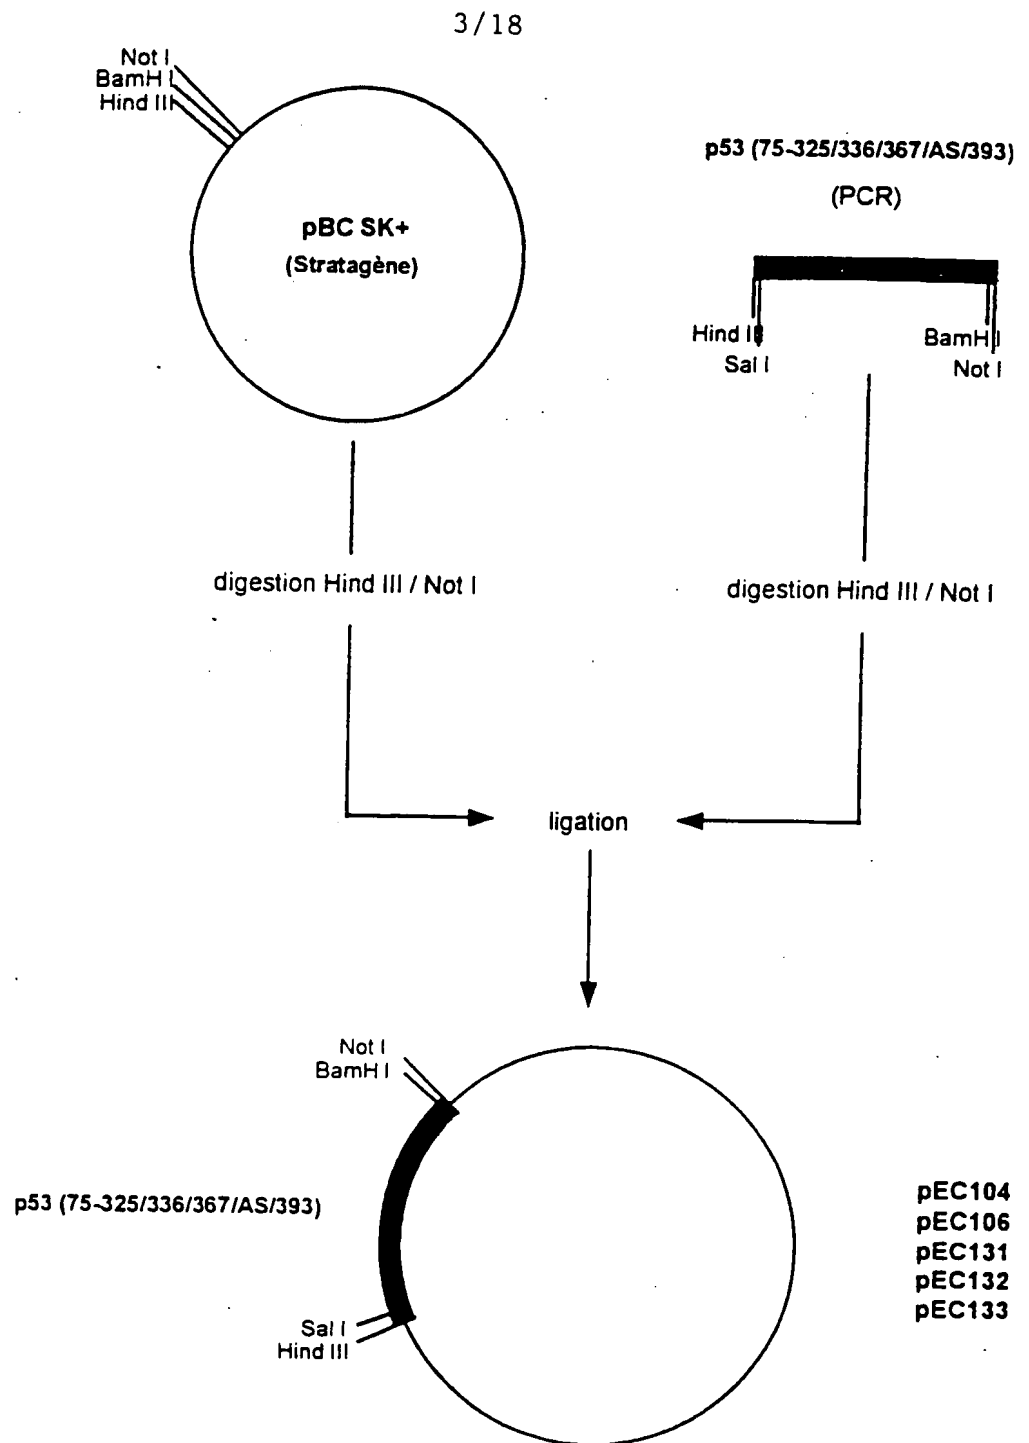 3/18
Not I
BamH I
Hind III
pBC SK+
(Stratagène)
p53 (75-325/336/367/AS/393)
(PCR)
Hind III
Sal I
BamH I
Not I
digestion Hind III / Not I
digestion Hind III / Not I
ligation
Not I
BamH I
p53 (75-325/336/367/AS/393)
Sal I
Hind III
pEC104
pEC106
pEC131
pEC132
pEC133